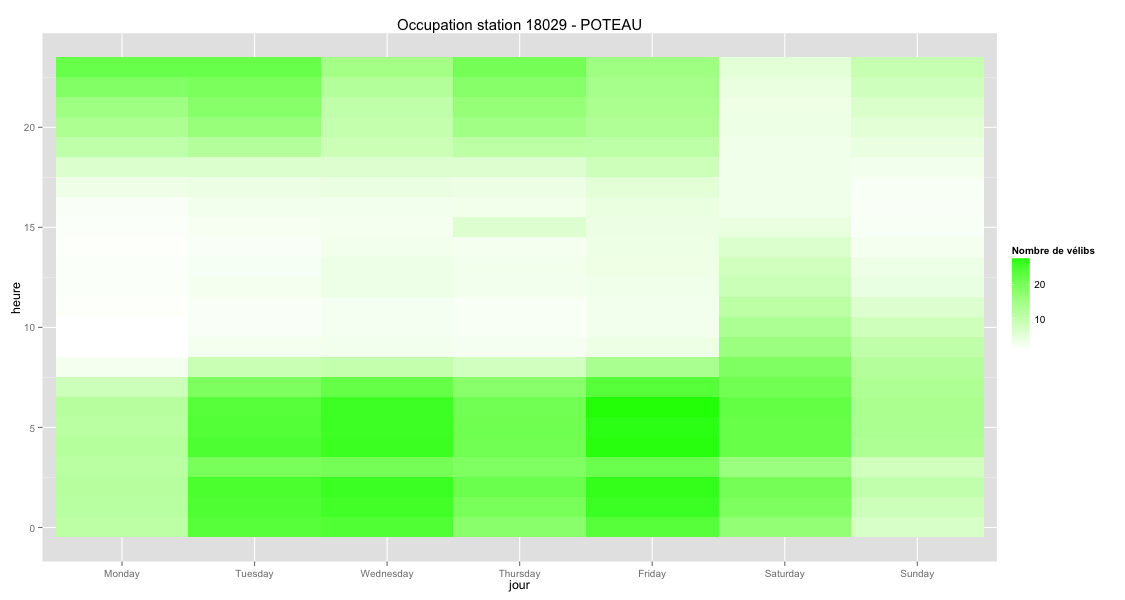 Occupation station 18029 - POTEAU
heure
20
15
10
5
0
Monday Tuesday Wednesday Thursday Friday Saturday Sunday
jour
Nombre de vélibs
20
10